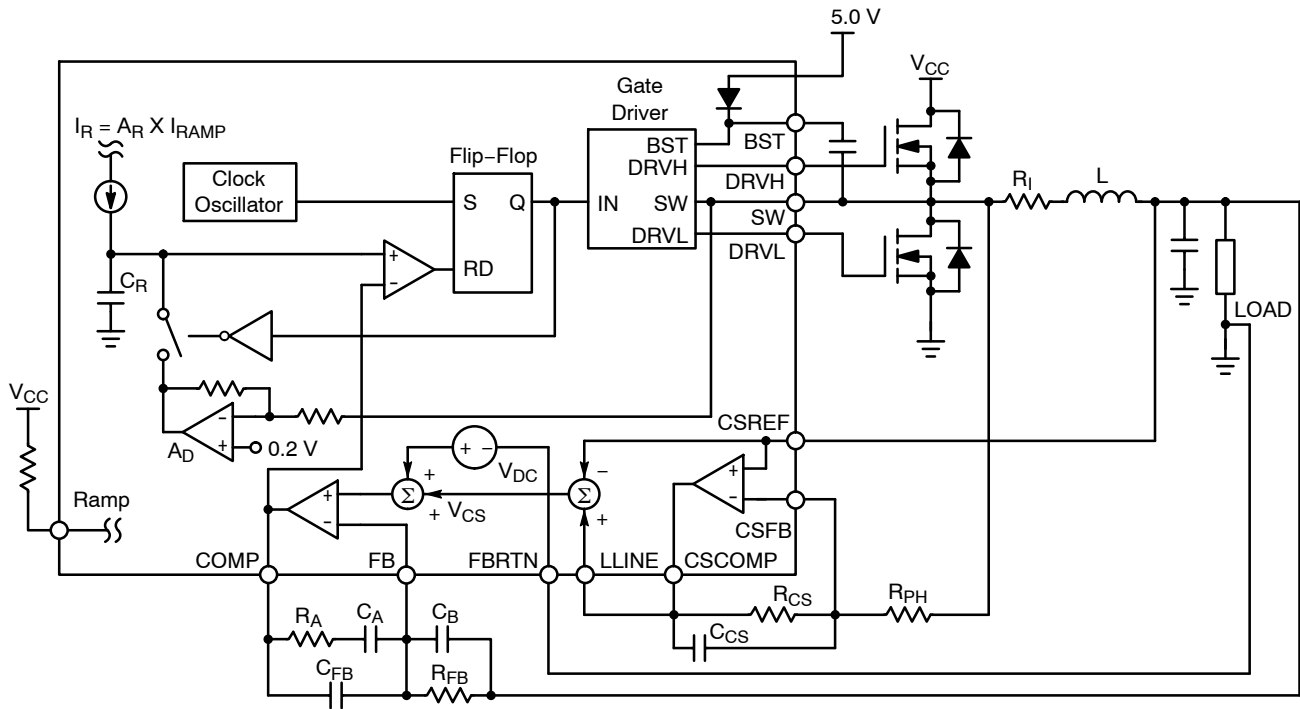 5.0 V
V_CC
Gate
Driver
I_R = A_R X I_RAMP
BST
BST
DRVH
DRVH
Flip–Flop
Clock
Oscillator
S
Q
IN
SW
SW
DRVL
DRVL
R_I
L
+
–
RD
C_R
LOAD
V_CC
–
+
A_D
0.2 V
CSREF
+
–
V_DC
–
+
–
CSFB
+
Σ
+
V_CS
Σ
+
+
–
Ramp
COMP
FB
FBRTN
LLINE
CSCOMP
R_CS
R_PH
C_CS
R_A
C_A
C_B
C_FB
R_FB